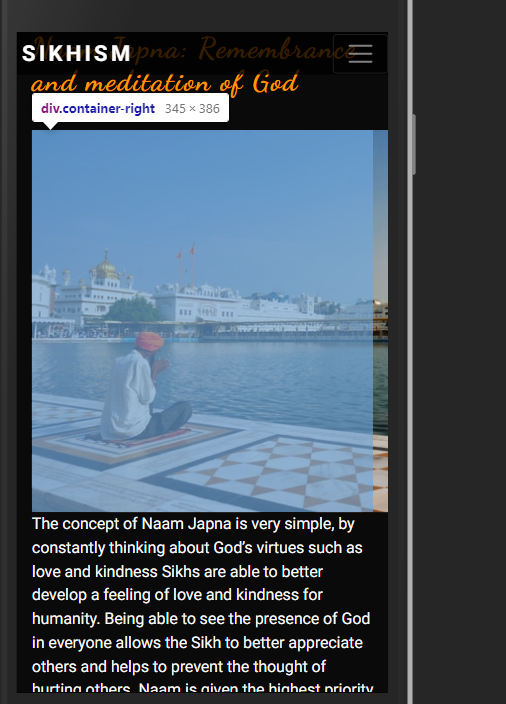 Naam Japna: Remembrance
SIKHISM
and meditation of God
div.container-right 345 × 386
The concept of Naam Japna is very simple, by
constantly thinking about God’s virtues such as
love and kindness Sikhs are able to better
develop a feeling of love and kindness for
humanity. Being able to see the presence of God
in everyone allows the Sikh to better appreciate
others and helps to prevent the thought of
hurting others. Naam is given the highest priority